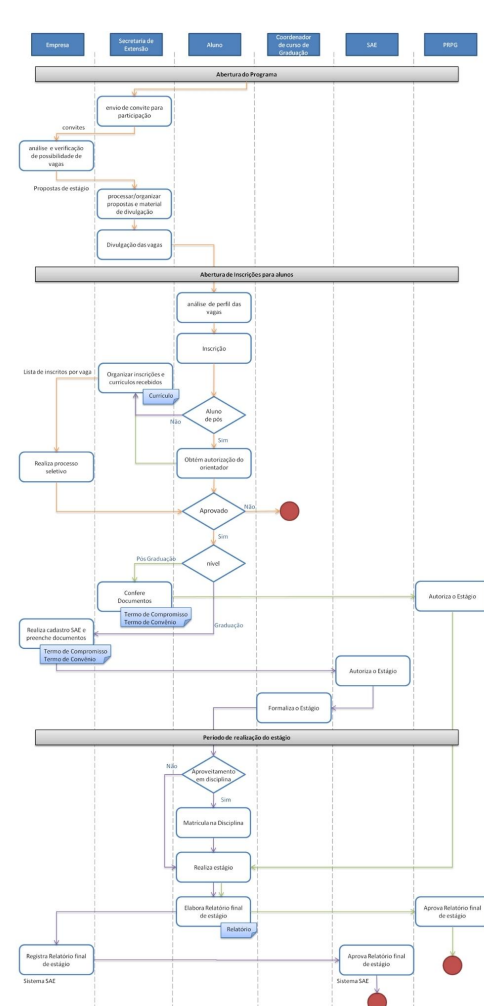 Empresa
Secretaria de
Extensão
Aluno
Coordenador
de curso de
Graduação
SAE
PRPG
Abertura do Programa
envio de convite para
participação
convites
análise e verificação
de possibilidade de
vagas
Propostas de estágio
processar/organizar
propostas e material
de divulgação
Divulgação das vagas
Abertura de Inscrições para alunos
análise de perfil das
vagas
Inscrição
Lista de inscritos por vaga
Organizar inscrições e
currículos recebidos
Currículo
Aluno
de pós
Não
Sim
Obtém autorização do
orientador
Realiza processo
seletivo
Aprovado
Não
Sim
Pós Graduação
nível
Confere
Documentos
Termo de Compromisso
Termo de Convênio
Autoriza o Estágio
Graduação
Realiza cadastro SAE e
preenche documentos
Termo de Compromisso
Termo de Convênio
Autoriza o Estágio
Formaliza o Estágio
Período de realização do estágio
Não
Aproveitamento
em disciplina
Sim
Matricula na Disciplina
Realiza estágio
Elabora Relatório final
de estágio
Relatório
Aprova Relatório final
de estágio
Registra Relatório final
de estágio
Sistema SAE
Aprova Relatório final
de estágio
Sistema SAE